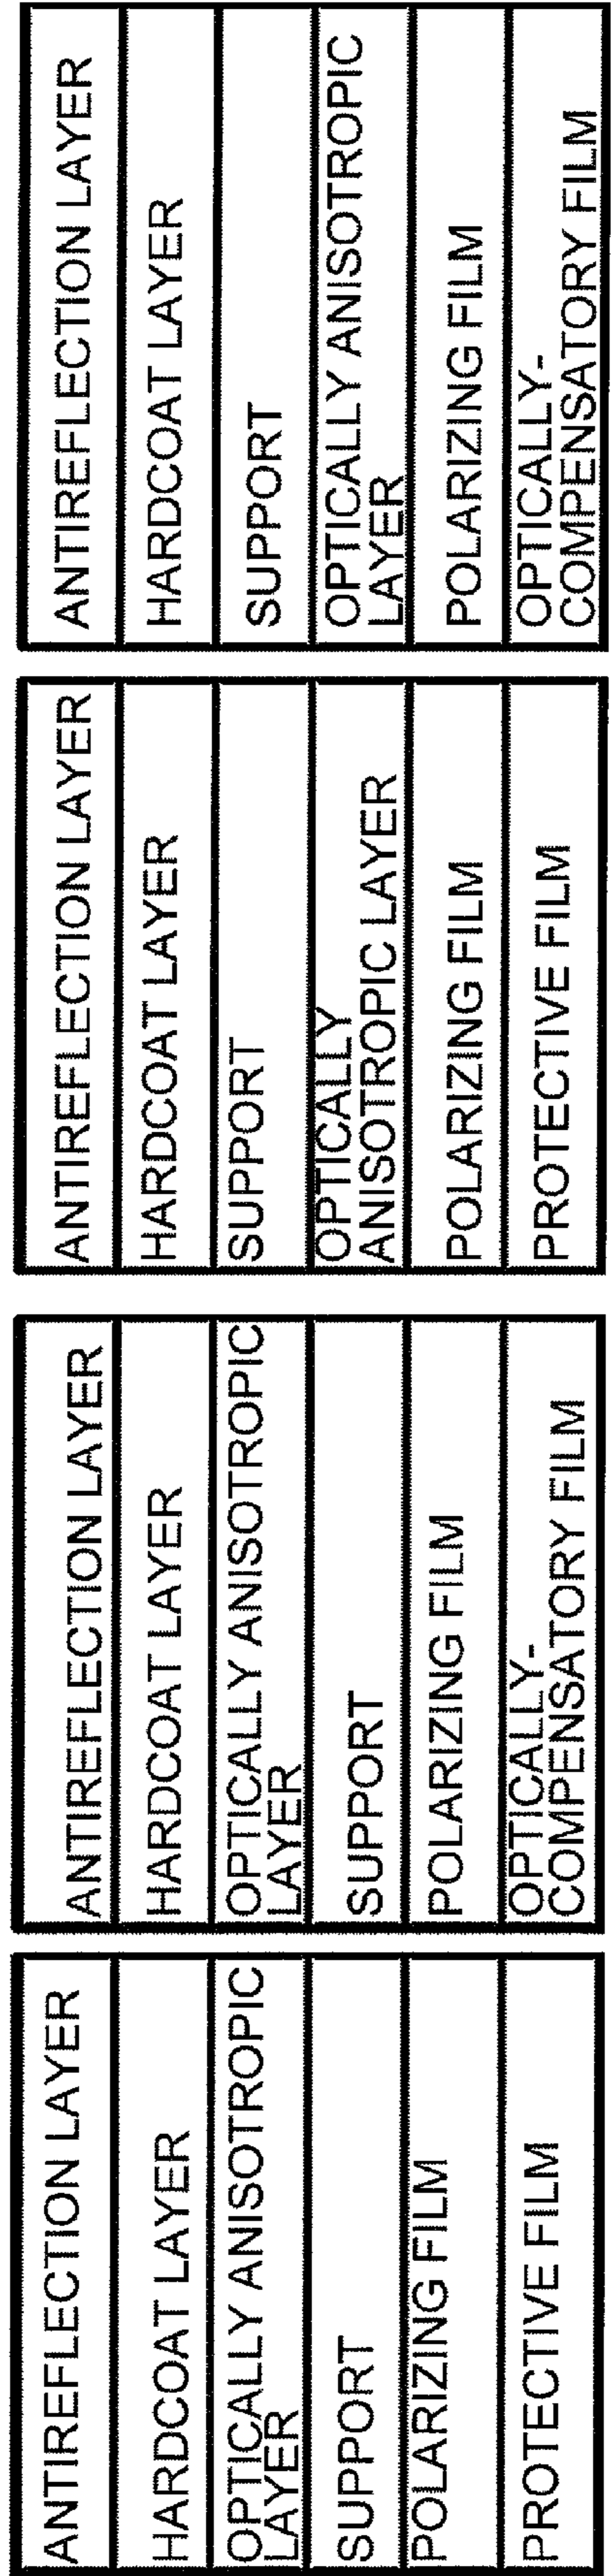 ANTIREFLECTION LAYER
HARDCOAT LAYER
OPTICALLY ANISOTROPIC
LAYER
SUPPORT
POLARIZING FILM
PROTECTIVE FILM
ANTIREFLECTION LAYER
HARDCOAT LAYER
OPTICALLY ANISOTROPIC
LAYER
SUPPORT
POLARIZING FILM
OPTICALLY-
COMPENSATORY FILM
ANTIREFLECTION LAYER
HARDCOAT LAYER
SUPPORT
OPTICALLY
ANISOTROPIC LAYER
POLARIZING FILM
PROTECTIVE FILM
ANTIREFLECTION LAYER
HARDCOAT LAYER
SUPPORT
OPTICALLY ANISOTROPIC
LAYER
POLARIZING FILM
OPTICALLY-
COMPENSATORY FILM